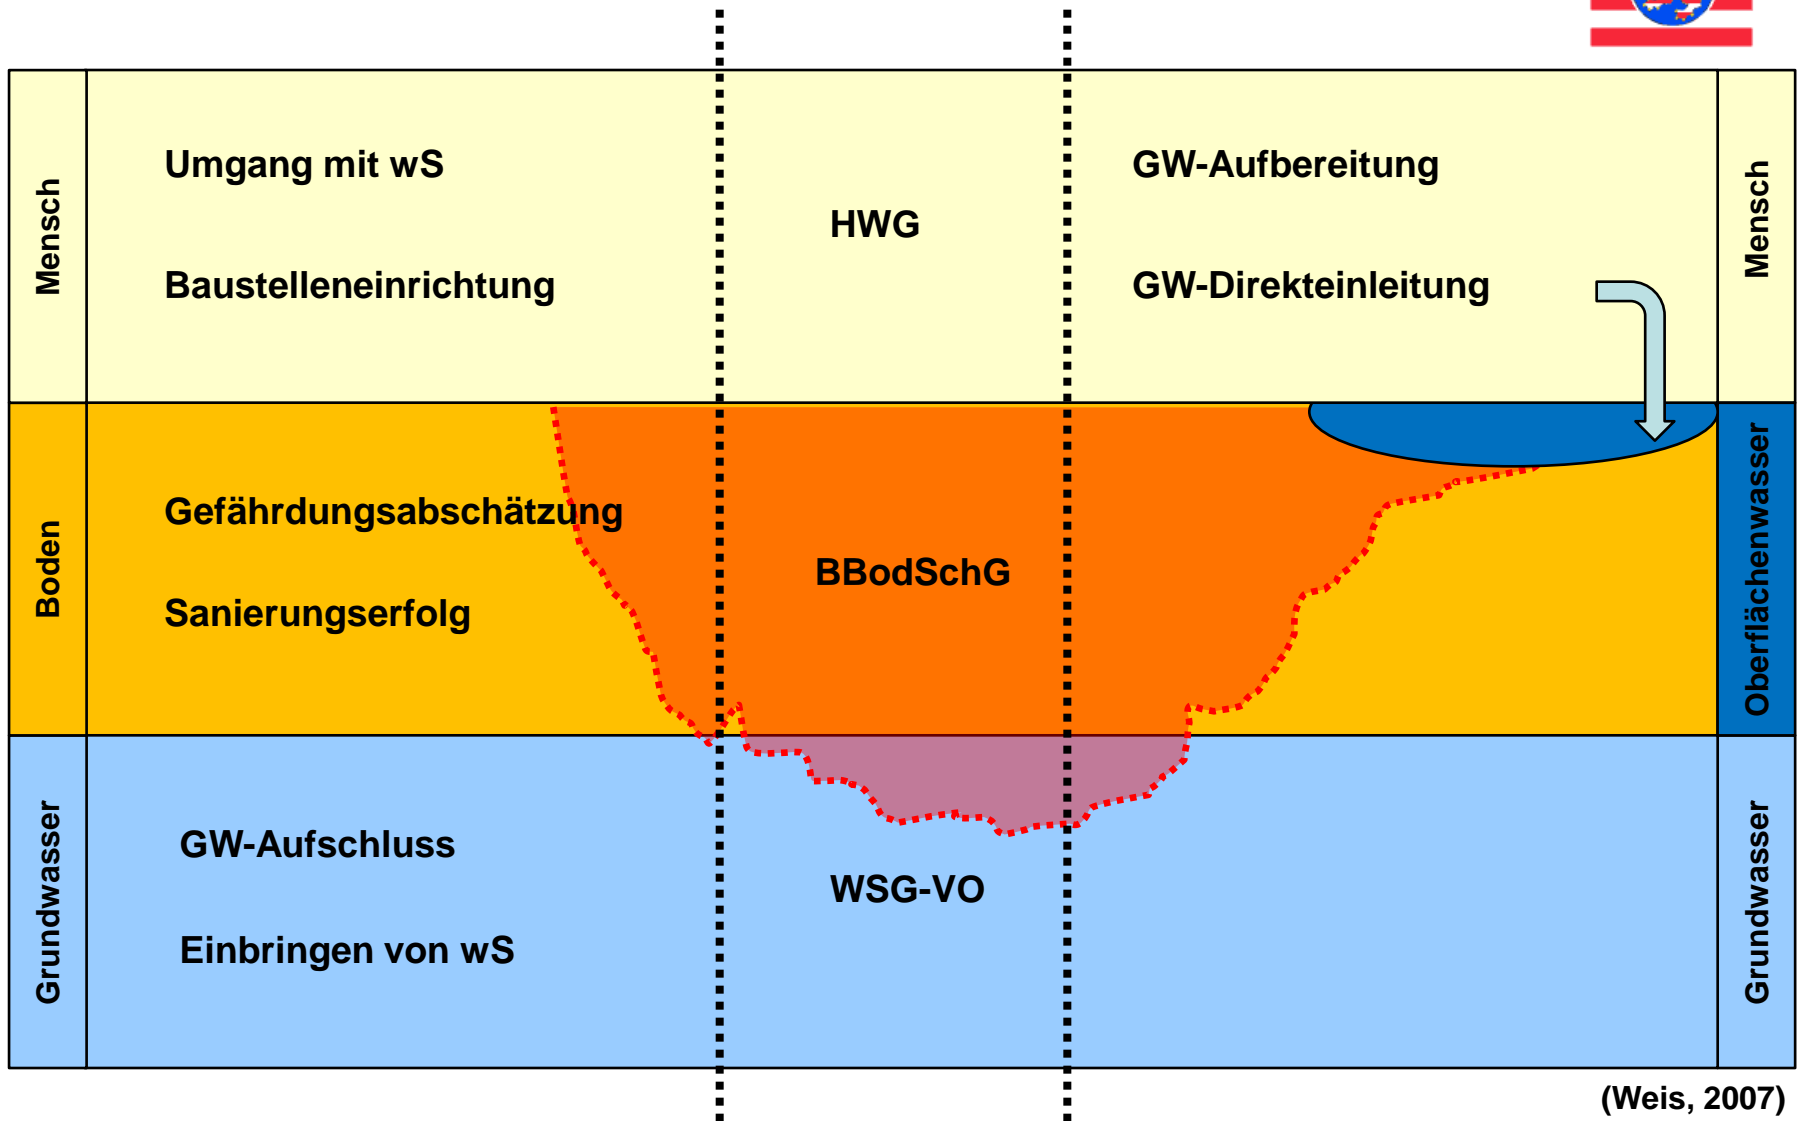 Mensch
Umgang mit wS
Baustelleneinrichtung
HWG
GW-Aufbereitung
GW-Direkteinleitung
Mensch
Boden
Gefährdungsabschätzung
Sanierungserfolg
BBodSchG
Oberflächenwasser
Grundwasser
GW-Aufschluss
Einbringen von wS
WSG-VO
Grundwasser
(Weis, 2007)